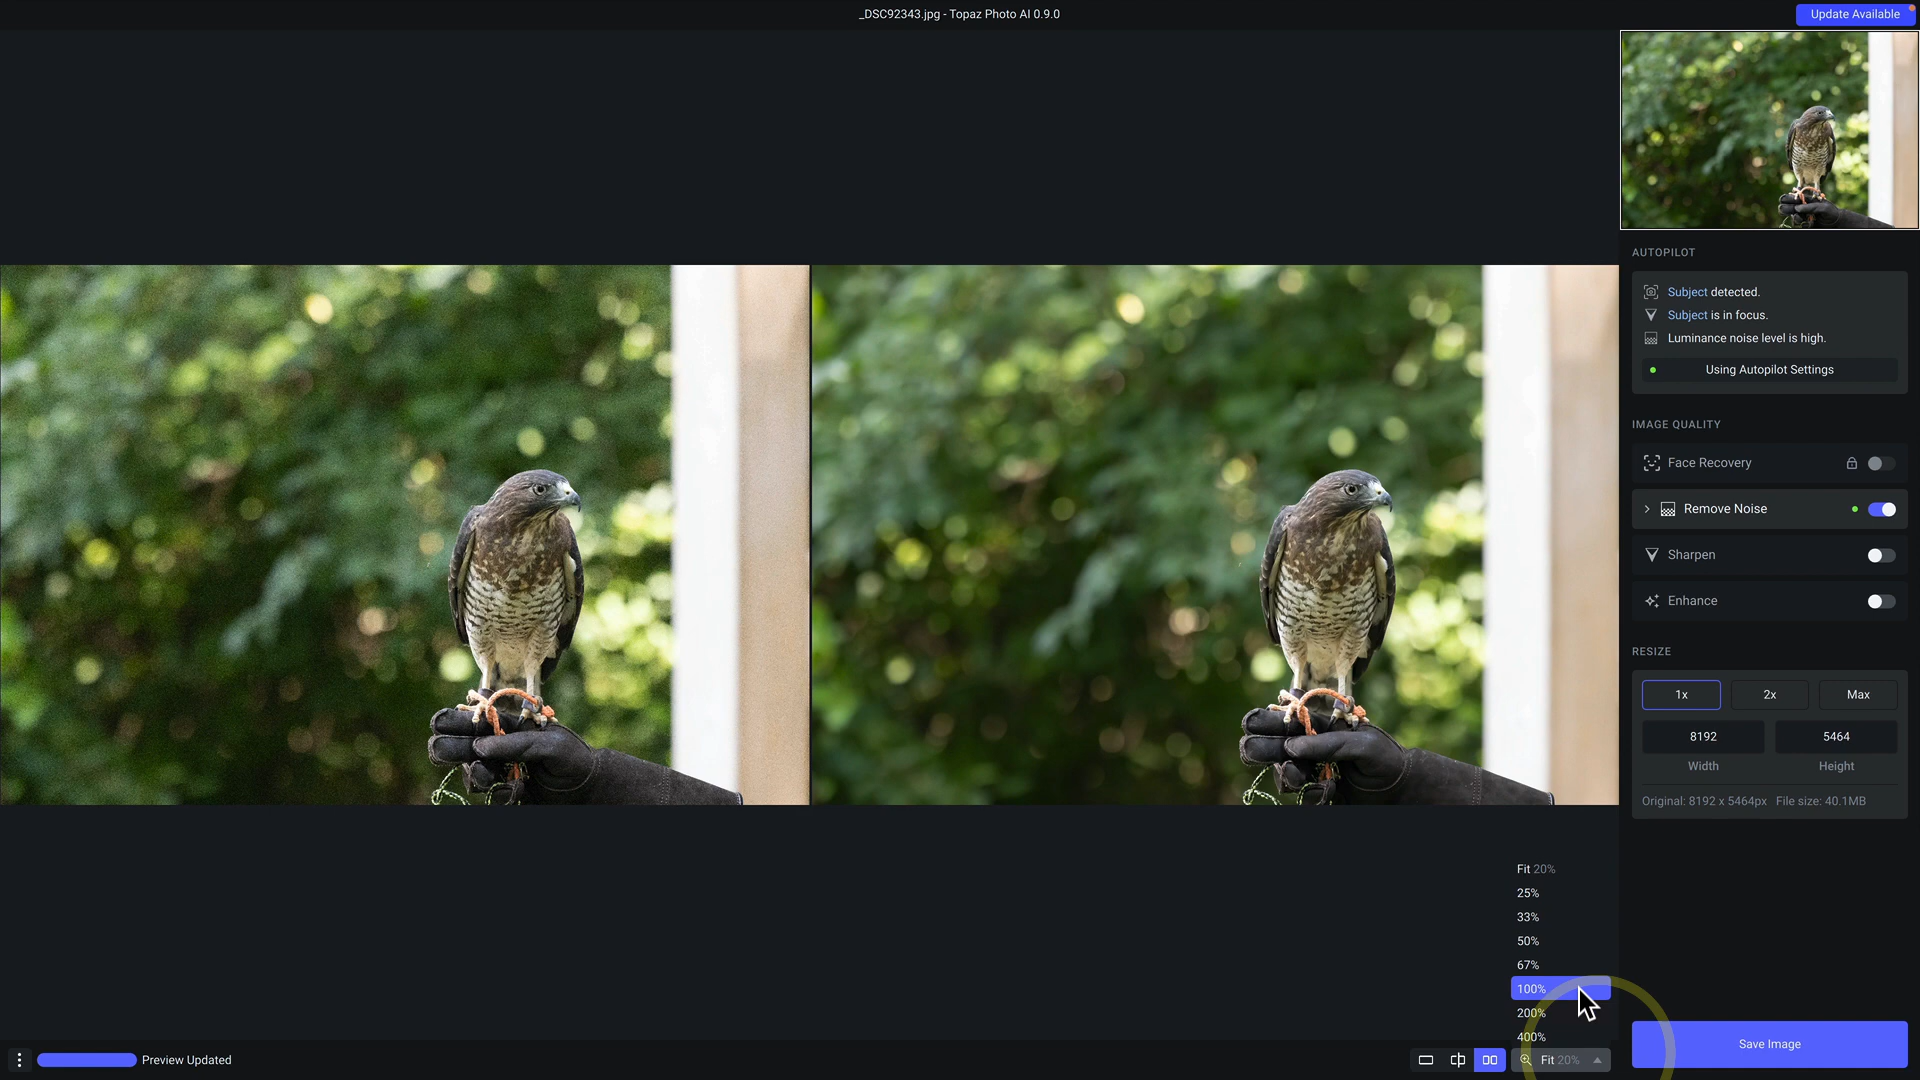 _DSC92343.jpg - Topaz Photo AI 0.9.0
Update Available
AUTOPILOT
Subject detected.
Subject is in focus.
Luminance noise level is high.
Using Autopilot Settings
IMAGE QUALITY
Face Recovery
Remove Noise
Sharpen
Enhance
RESIZE
1x 2x Max
8192 5464
Width Height
Original: 8192 x 5464px File size: 40.1MB
Fit 20%
25%
33%
50%
67%
100%
200%
400%
Preview Updated
Fit 20%
Save Image